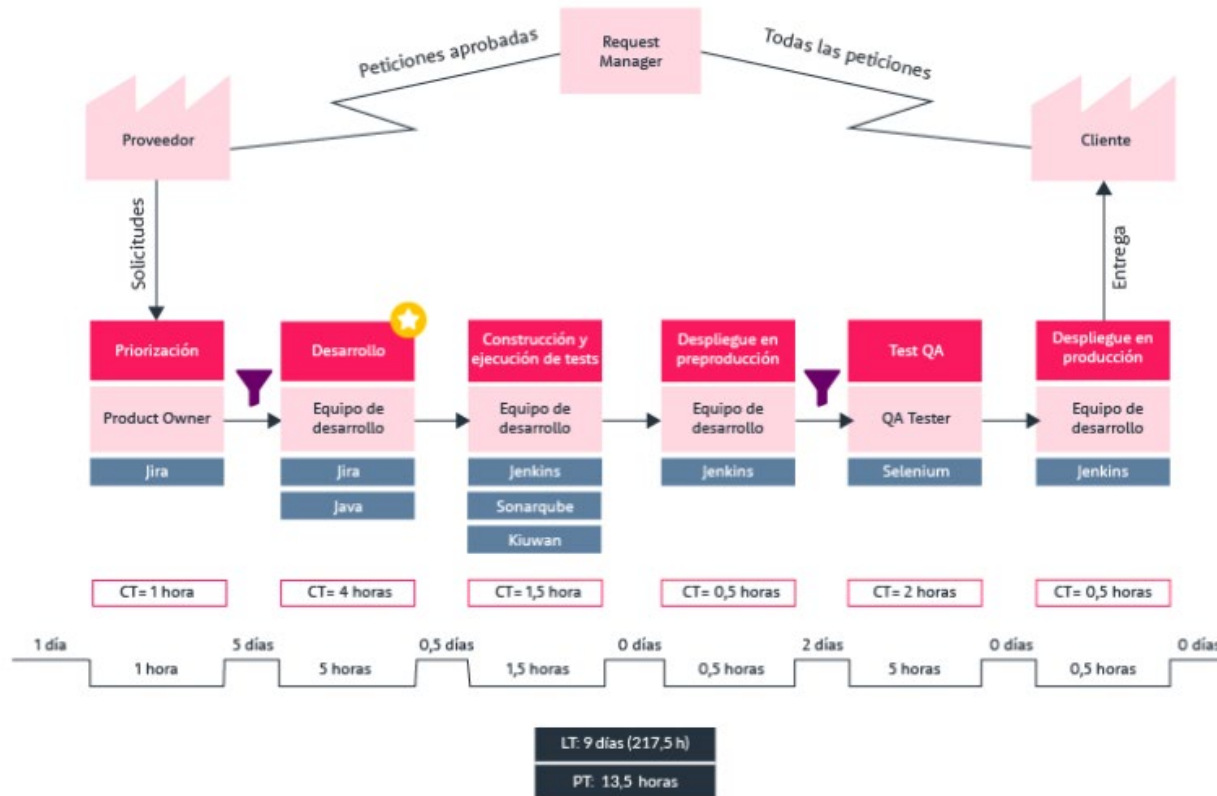 Request
Manager
Peticiones aprobadas
Todas las peticiones
Proveedor
Cliente
Solicitudes
Entrega
Priorización
Desarrollo
Construcción y
ejecución de tests
Despliegue en
preproducción
Test QA
Despliegue en
producción
Product Owner
Equipo de
desarrollo
Equipo de
desarrollo
Equipo de
desarrollo
QA Tester
Equipo de
desarrollo
Jira
Jira
Jenkins
Jenkins
Selenium
Jenkins
Java
Sonarqube
Kiuwan
CT= 1 hora
CT= 4 horas
CT= 1,5 hora
CT= 0,5 horas
CT= 2 horas
CT= 0,5 horas
1 día
5 días
0,5 días
0 días
2 días
0 días
0 días
1 hora
5 horas
1,5 horas
0,5 horas
5 horas
0,5 horas
LT: 9 días (217,5 h)
PT: 13,5 horas